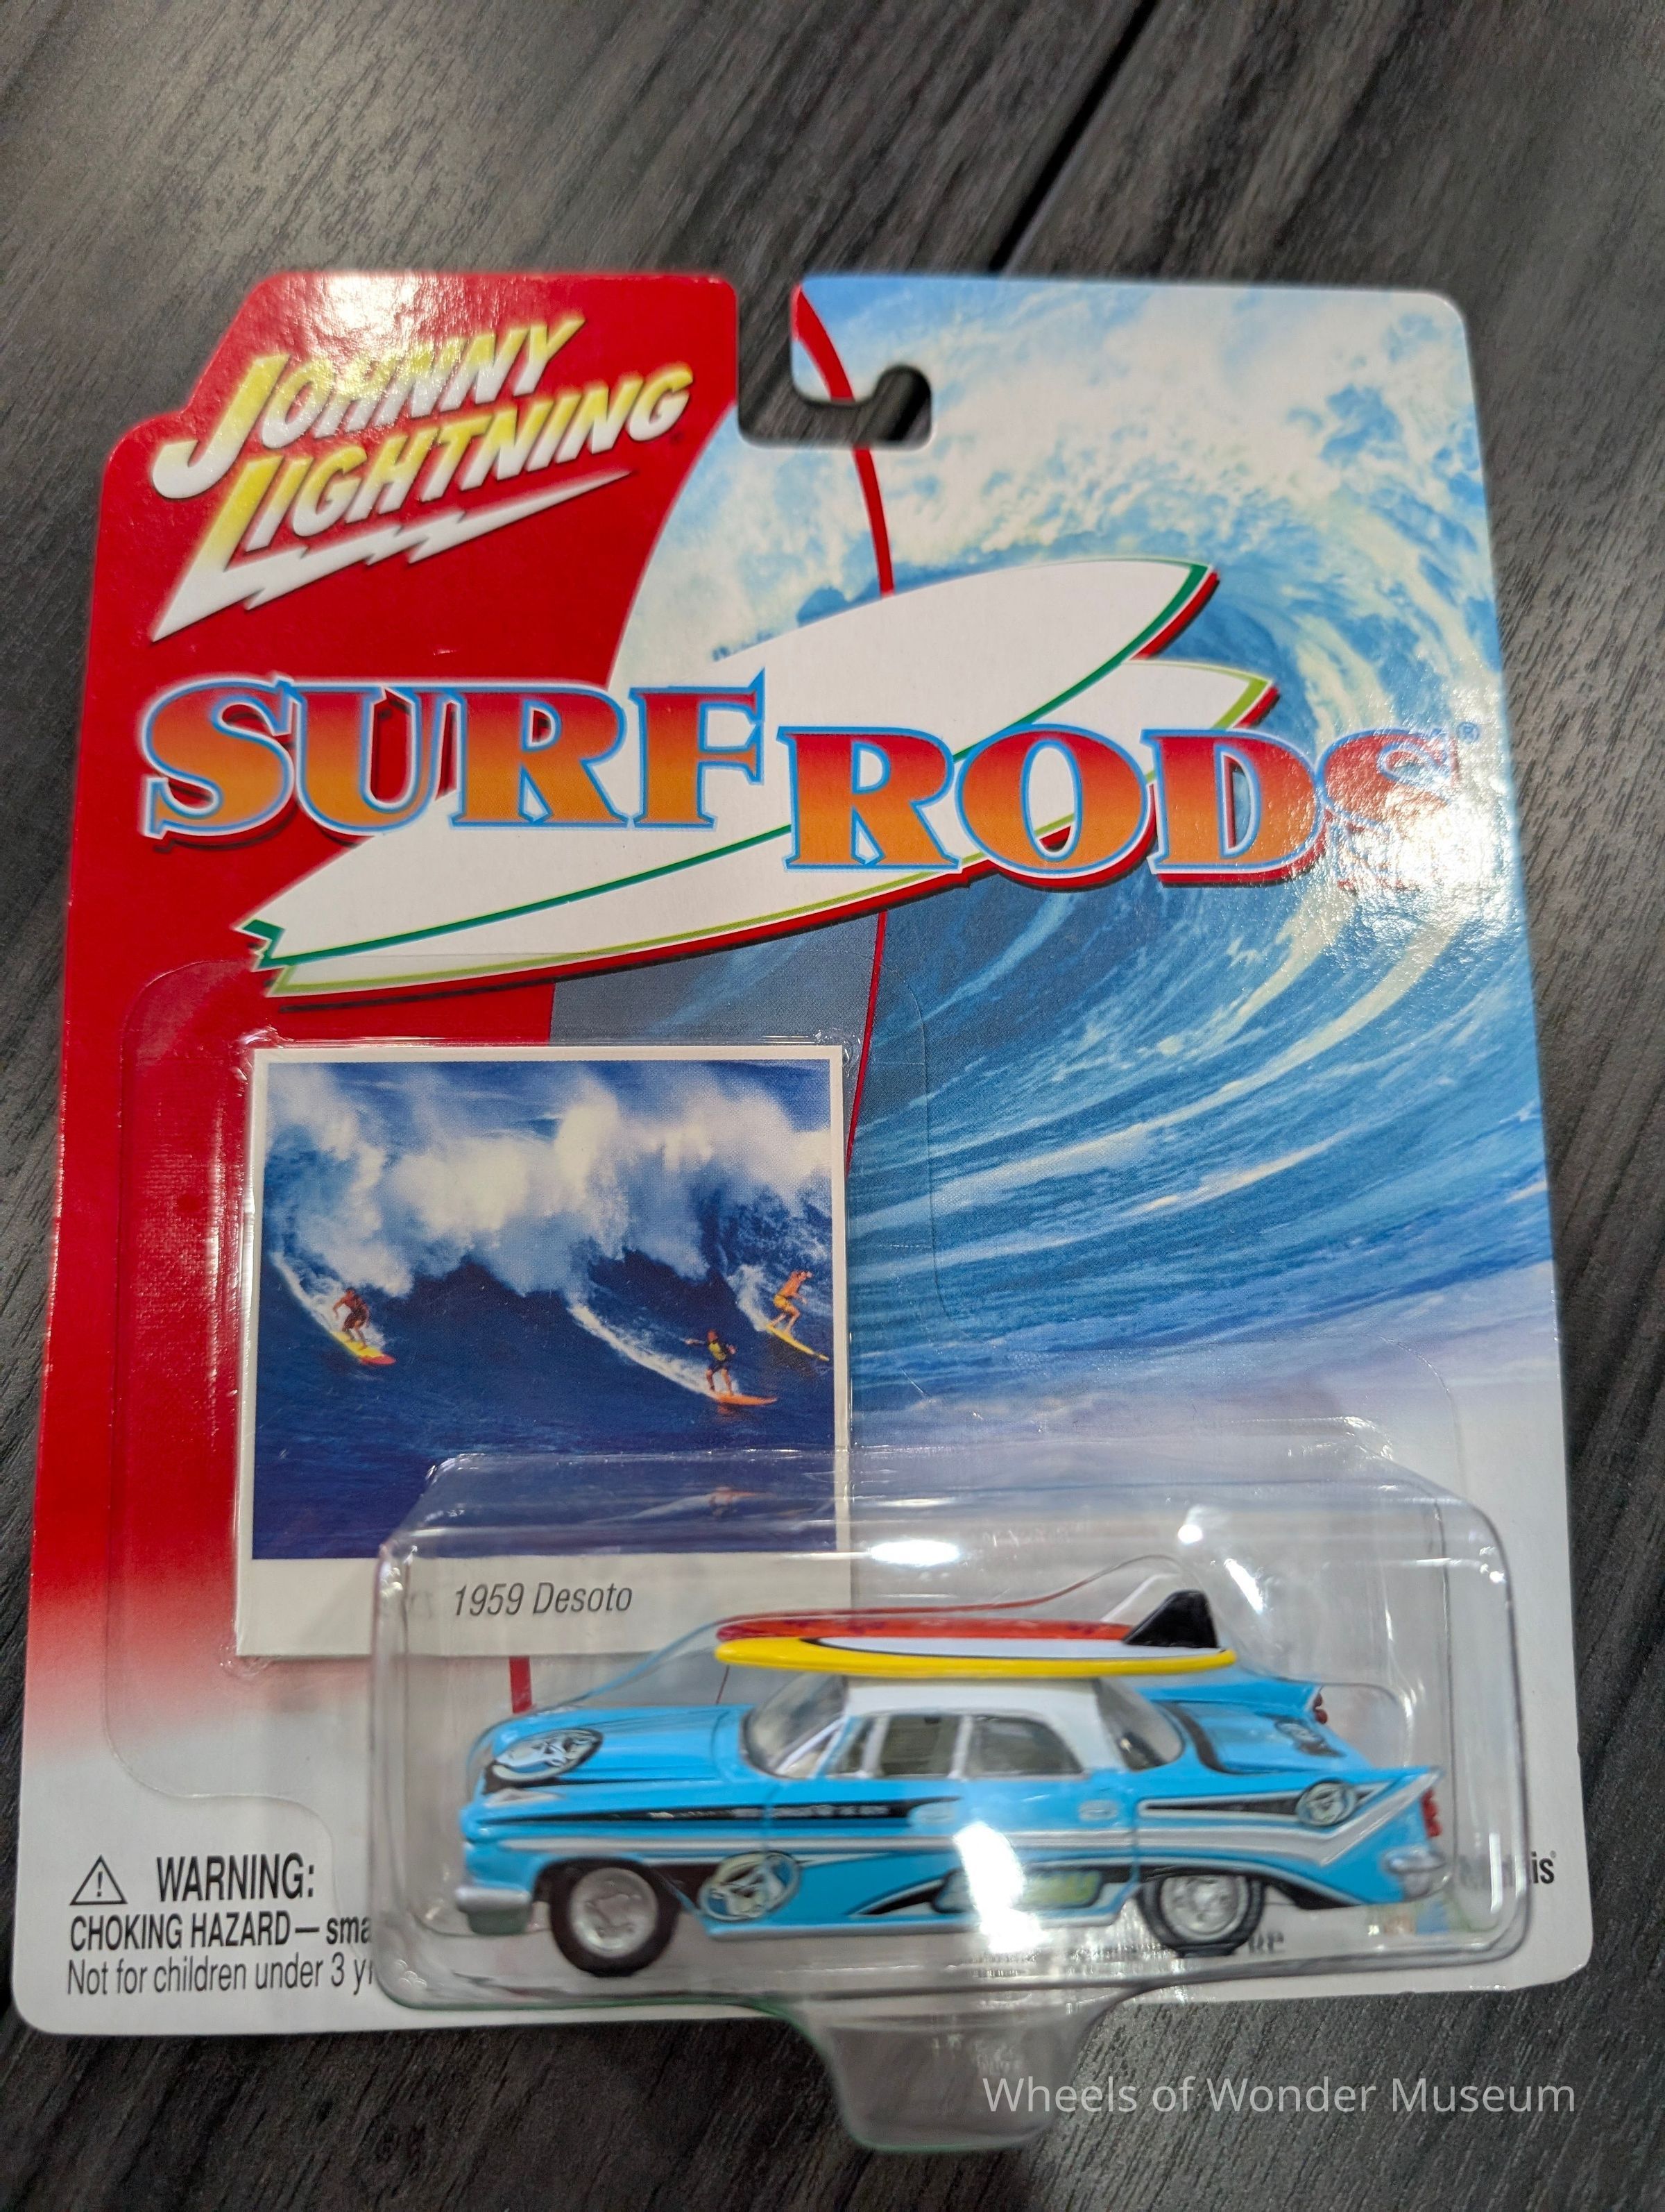 JOHNNY
LIGHTNING
SURF RODS®
1959 Desoto
WARNING:
CHOKING HAZARD — sma
Not for children under 3 y
Wheels of Wonder Museum